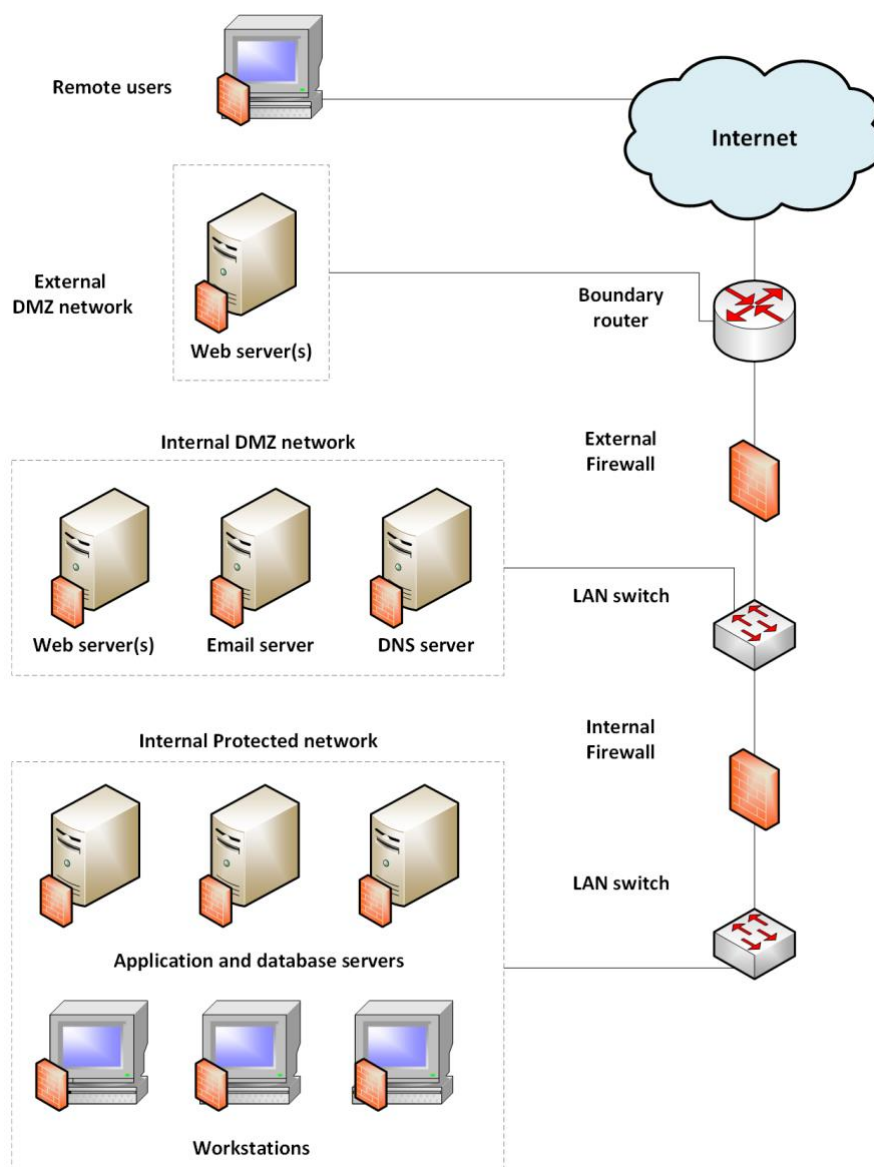 Remote users
Internet
External
DMZ network
Web server(s)
Boundary
router
Internal DMZ network
External
Firewall
LAN switch
Web server(s)
Email server
DNS server
Internal Protected network
Internal
Firewall
LAN switch
Application and database servers
Workstations